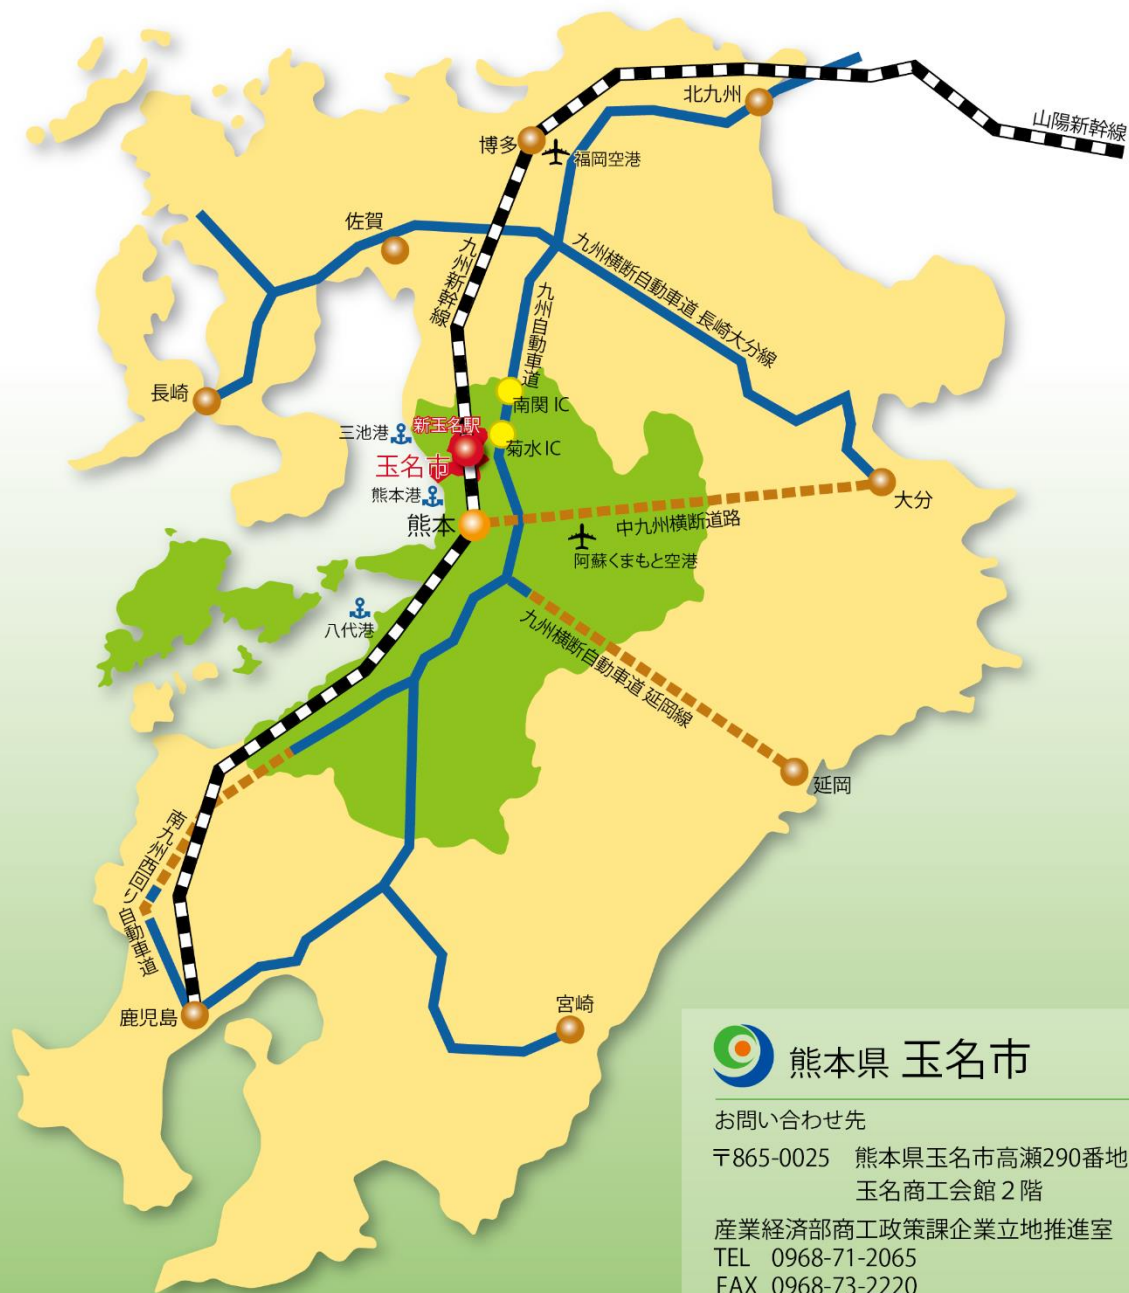 北九州
山陽新幹線
博多
福岡空港
佐賀
九州新幹線
九州自動車道
九州横断自動車道 長崎大分線
長崎
南関 IC
三池港
新玉名駅
菊水 IC
玉名市
熊本港
大分
熊本
中九州横断道路
阿蘇くまもと空港
八代港
九州横断自動車道 延岡線
延岡
南九州西回り自動車道
鹿児島
宮崎
熊本県 玉名市
お問い合わせ先
〒865-0025 熊本県玉名市高瀬290番地
玉名商工会館2階
産業経済部商工政策課企業立地推進室
TEL 0968-71-2065
FAX 0968-73-2220